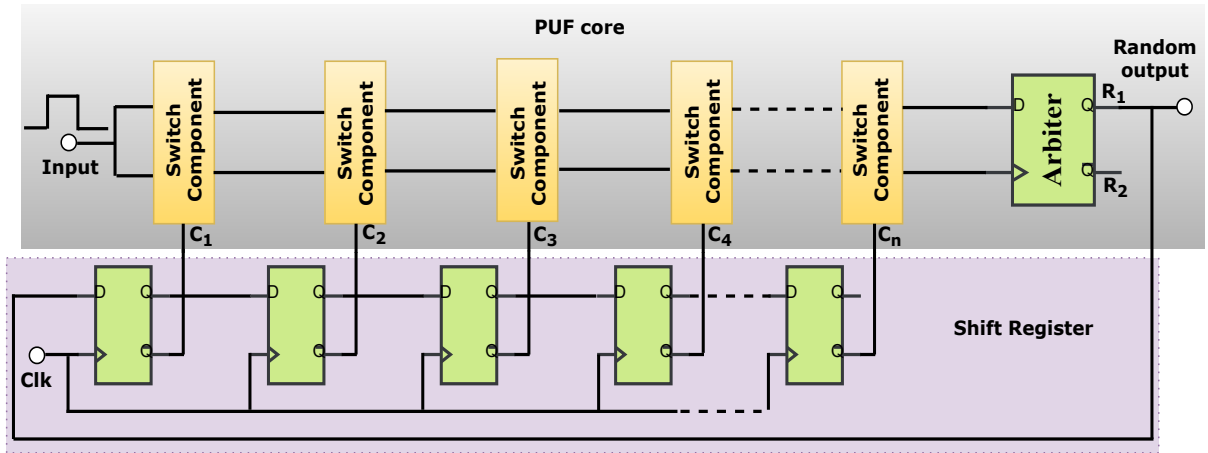 PUF core
Random
output
Input
Switch
Component
Switch
Component
Switch
Component
Switch
Component
Switch
Component
D
Q
Q
Arbiter
R1
R2
C1
C2
C3
C4
Cn
D
Q
Q
D
Q
Q
D
Q
Q
D
Q
Q
D
Q
Q
Clk
Shift Register